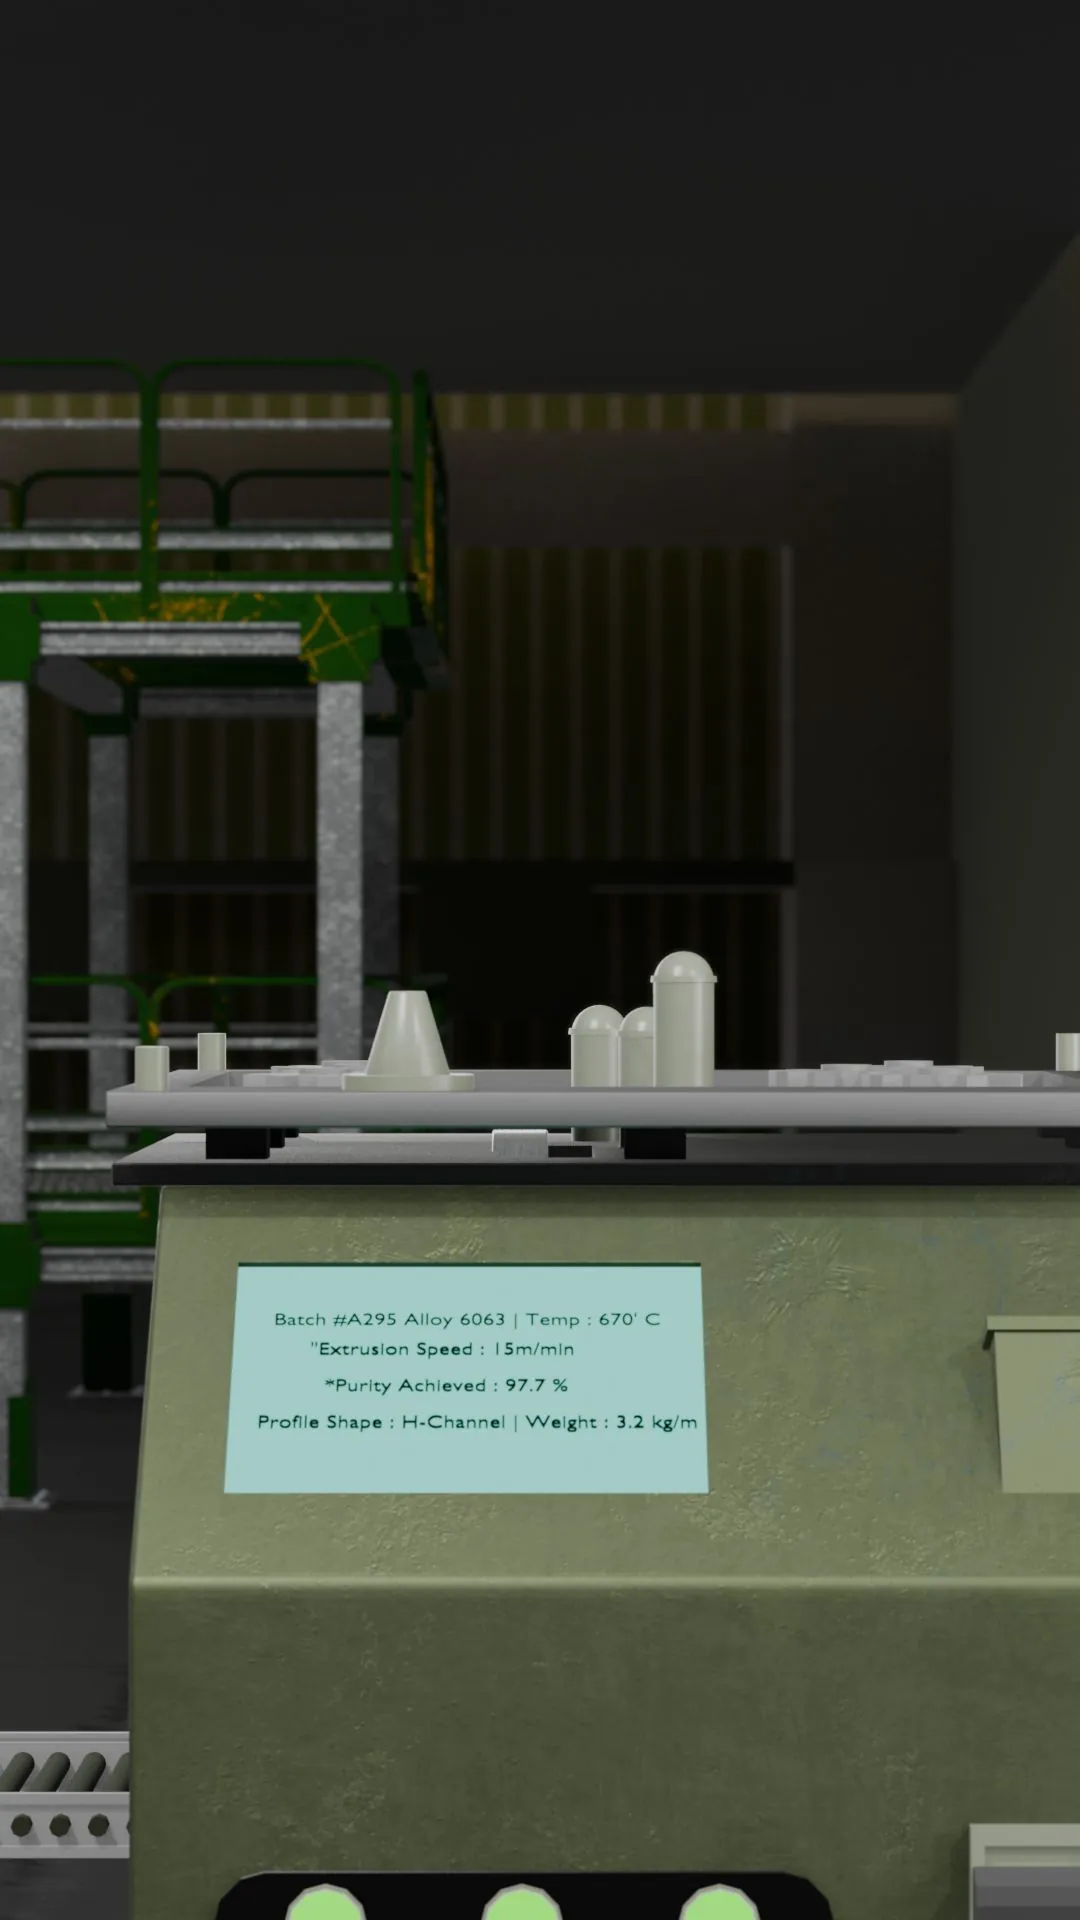 Batch #A295 Alloy 6063 | Temp : 670' C
"Extrusion Speed : 15m/min
*Purity Achieved : 97.7 %
Profile Shape : H-Channel | Weight : 3.2 kg/m